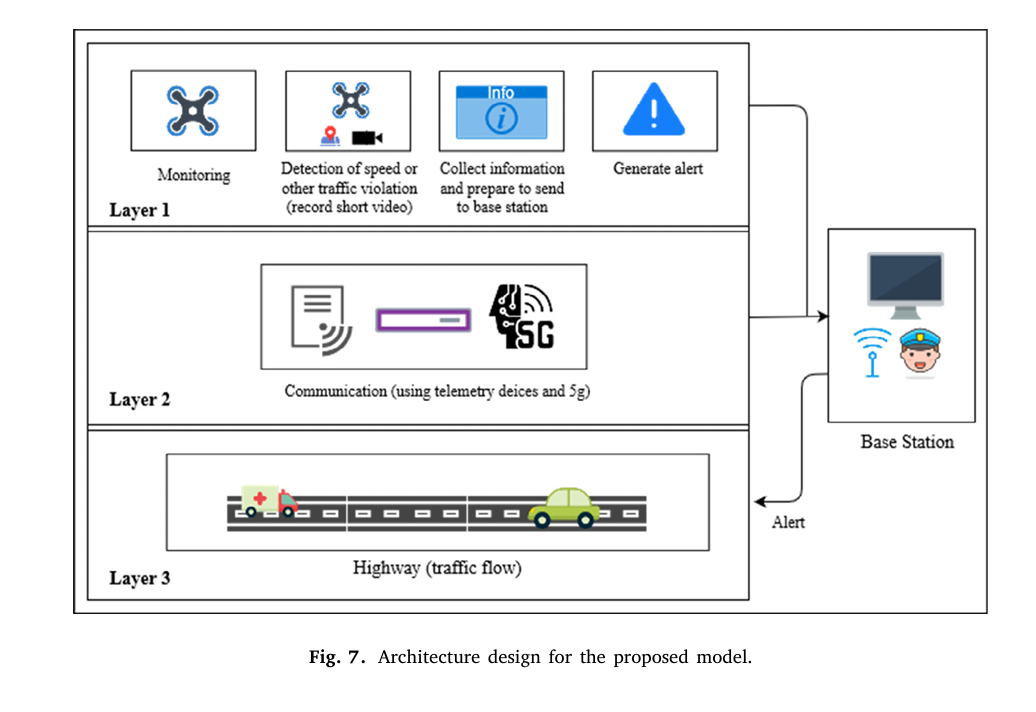 Info
i
Monitoring
Detection of speed or
other traffic violation
(record short video)
Collect information
and prepare to send
to base station
Generate alert
Layer 1
5G
Communication (using telemetry deices and 5g)
Layer 2
Base Station
Alert
Highway (traffic flow)
Layer 3
Fig. 7. Architecture design for the proposed model.